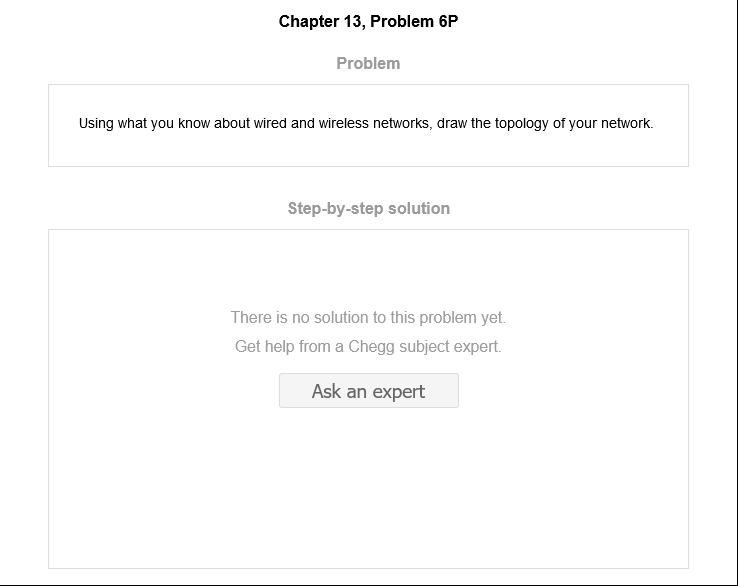 Chapter 13, Problem 6P
Problem
Using what you know about wired and wireless networks, draw the topology of your network.
Step-by-step solution
There is no solution to this problem yet.
Get help from a Chegg subject expert.
Ask an expert